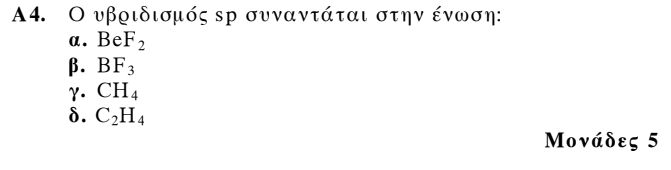 Α4. Ο υβριδισμός sp συναντάται στην ένωση:
α. BeF₂
β. BF₃
γ. CH₄
δ. C₂H₄
Μονάδες 5